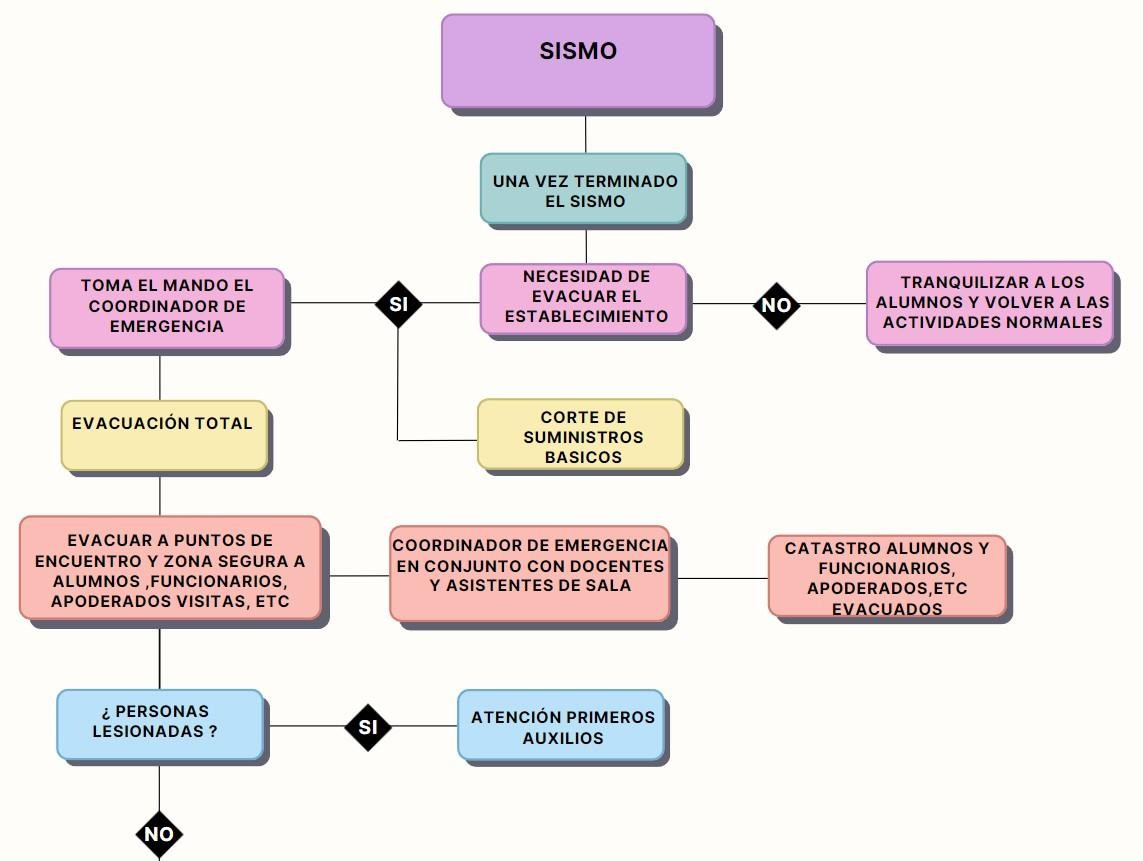 SISMO
UNA VEZ TERMINADO
EL SISMO
TOMA EL MANDO EL
COORDINADOR DE
EMERGENCIA
SI
NECESIDAD DE
EVACUAR EL
ESTABLECIMIENTO
NO
TRANQUILIZAR A LOS
ALUMNOS Y VOLVER A LAS
ACTIVIDADES NORMALES
EVACUACIÓN TOTAL
CORTE DE
SUMINISTROS
BASICOS
EVACUAR A PUNTOS DE
ENCUENTRO Y ZONA SEGURA A
ALUMNOS ,FUNCIONARIOS,
APODERADOS VISITAS, ETC
COORDINADOR DE EMERGENCIA
EN CONJUNTO CON DOCENTES
Y ASISTENTES DE SALA
CATASTRO ALUMNOS Y
FUNCIONARIOS,
APODERADOS,ETC
EVACUADOS
¿ PERSONAS
LESIONADAS ?
SI
ATENCIÓN PRIMEROS
AUXILIOS
NO